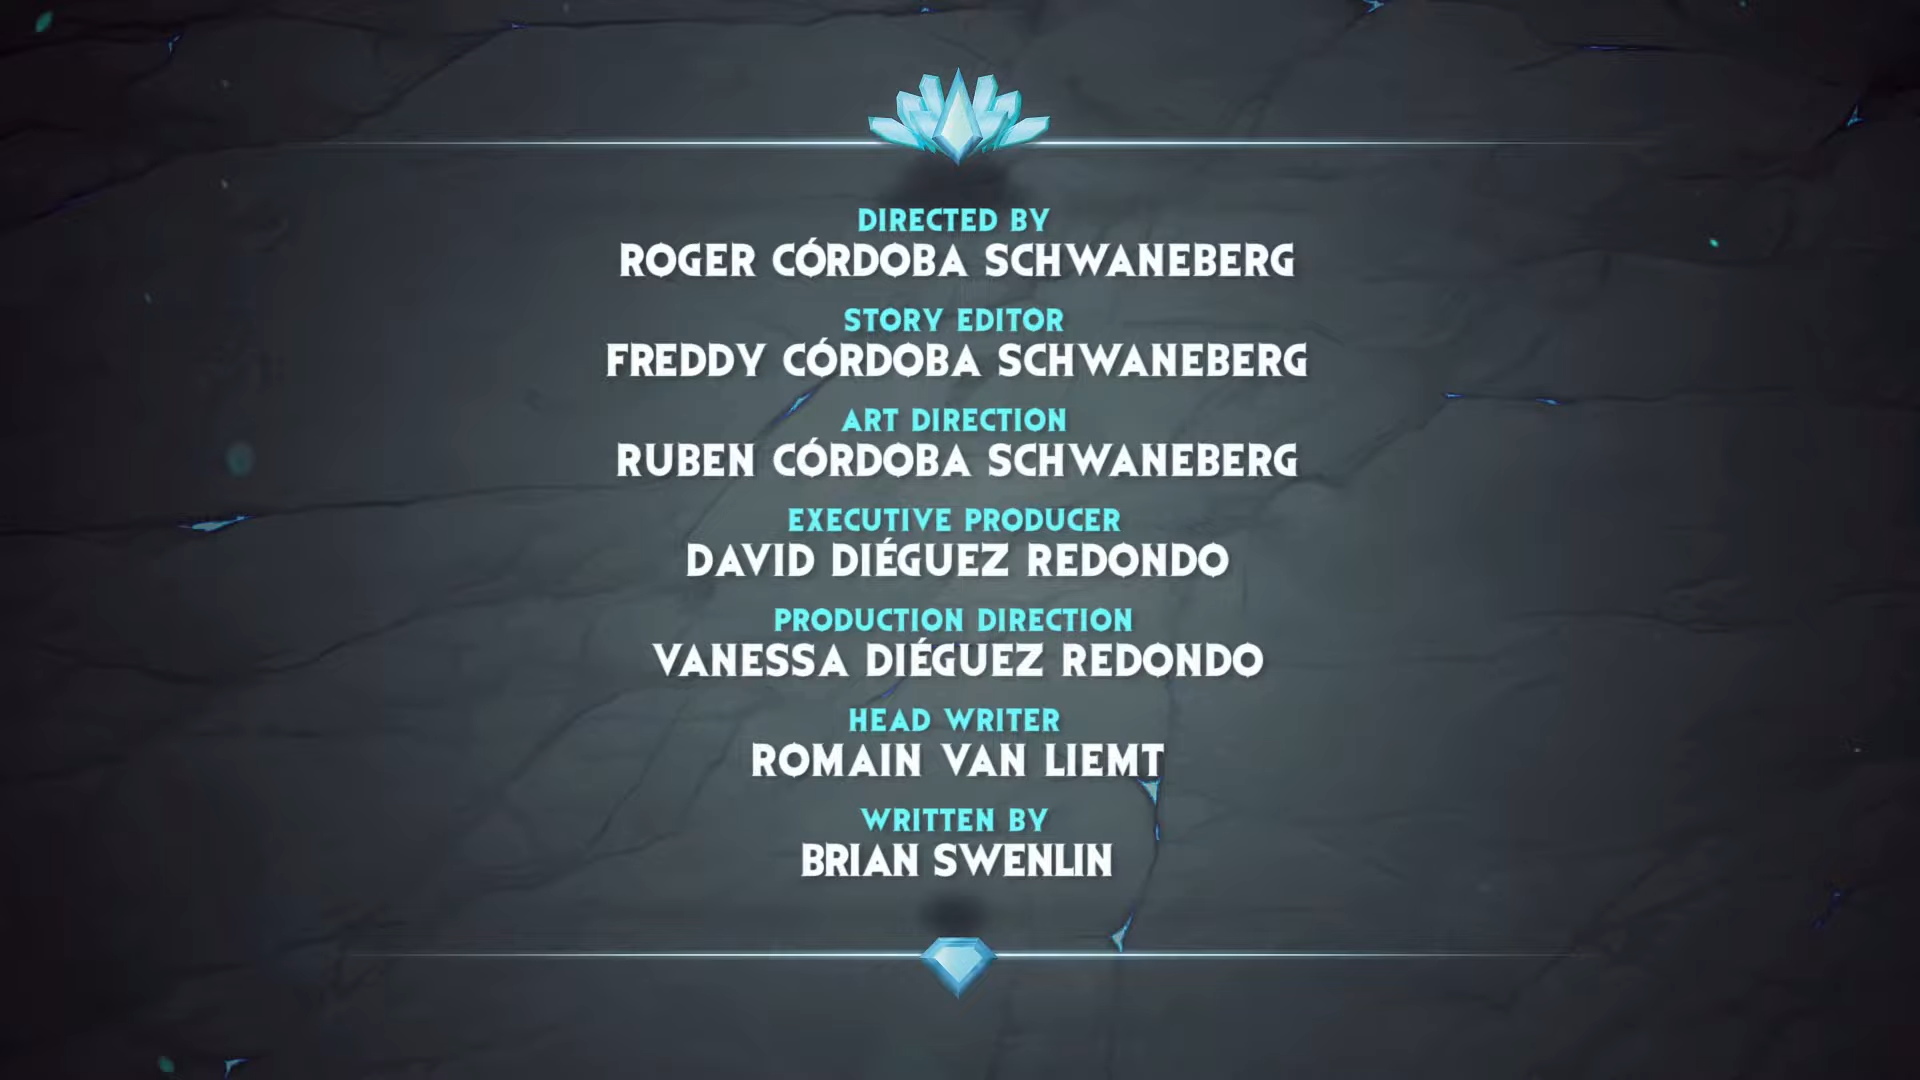 DIRECTED BY
ROGER CÓRDOBA SCHWANEBERG
STORY EDITOR
FREDDY CÓRDOBA SCHWANEBERG
ART DIRECTION
RUBEN CÓRDOBA SCHWANEBERG
EXECUTIVE PRODUCER
DAVID DIÉGUEZ REDONDO
PRODUCTION DIRECTION
VANESSA DIÉGUEZ REDONDO
HEAD WRITER
ROMAIN VAN LIEMT
WRITTEN BY
BRIAN SWENLIN